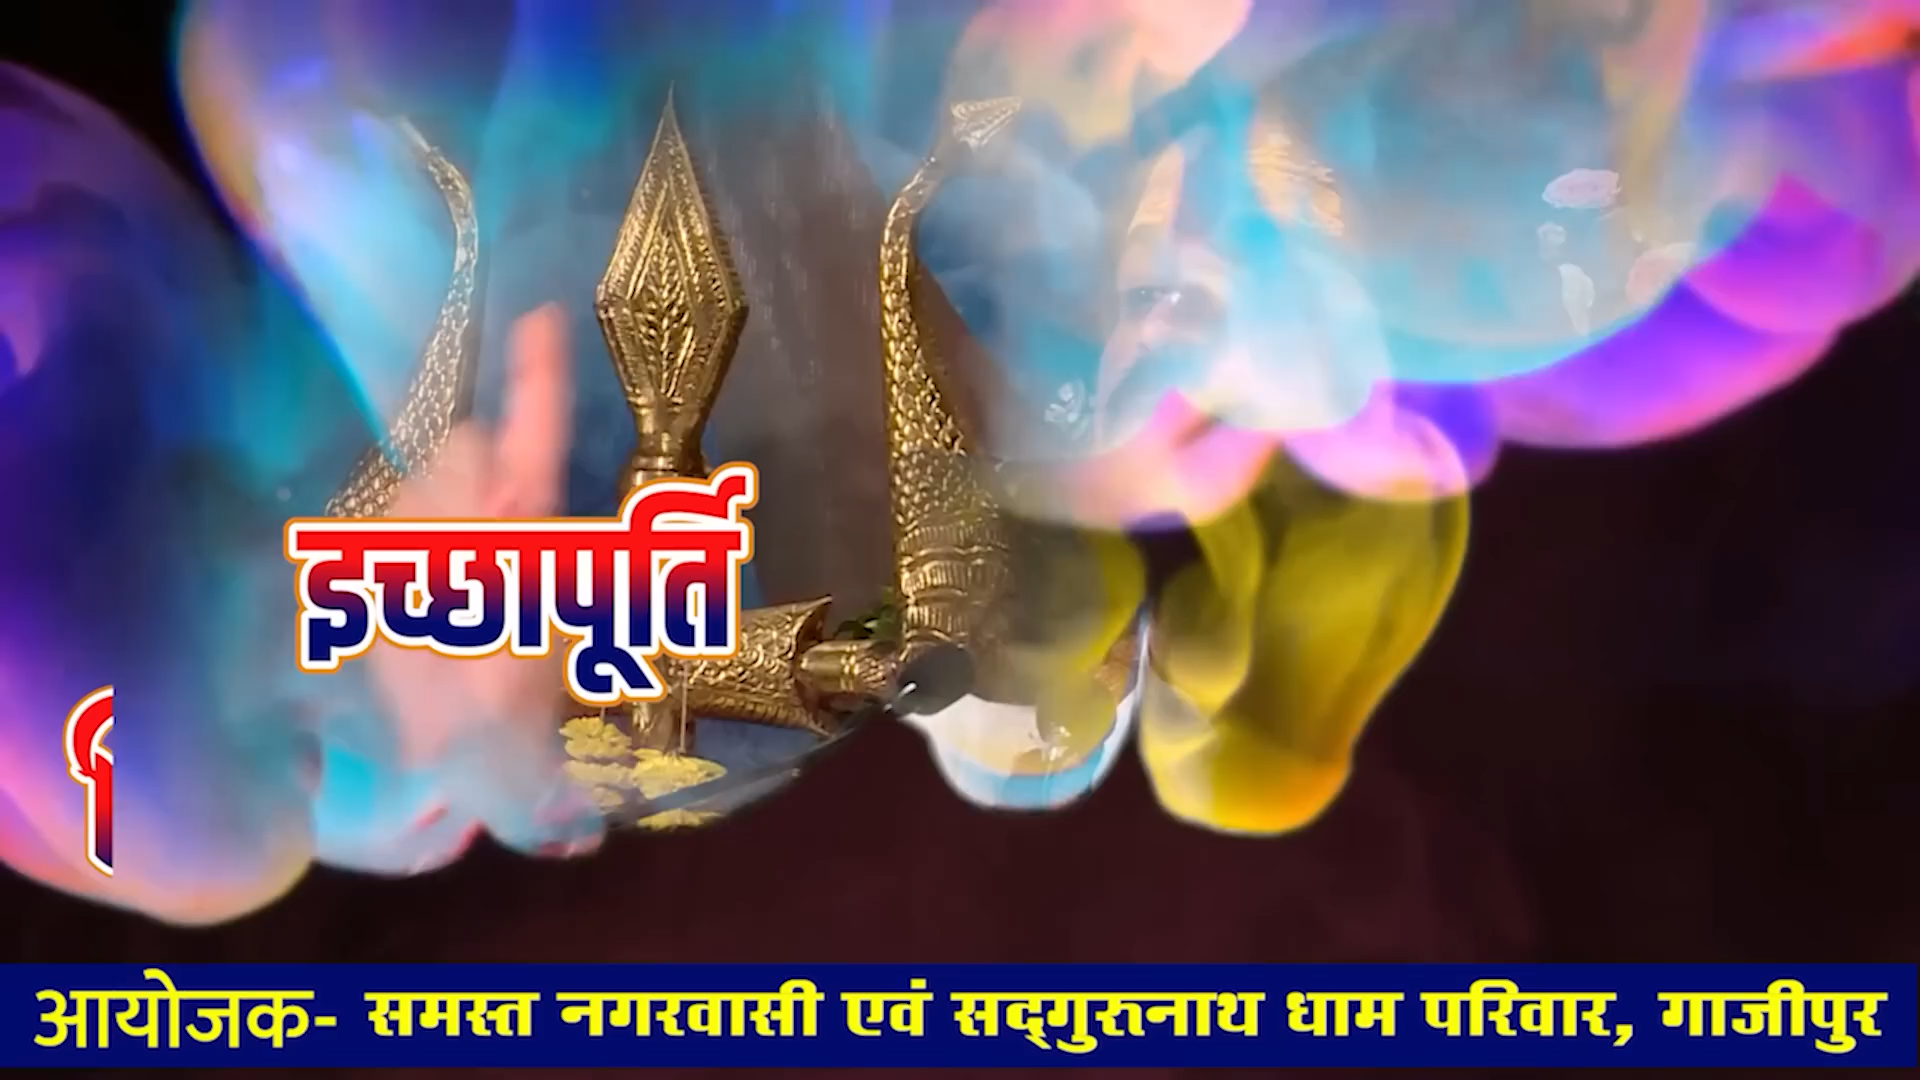 इच्छापूर्ति
आयोजक- समस्त नगरवासी एवं सद्गुरुनाथ धाम परिवार, गाजीपुर